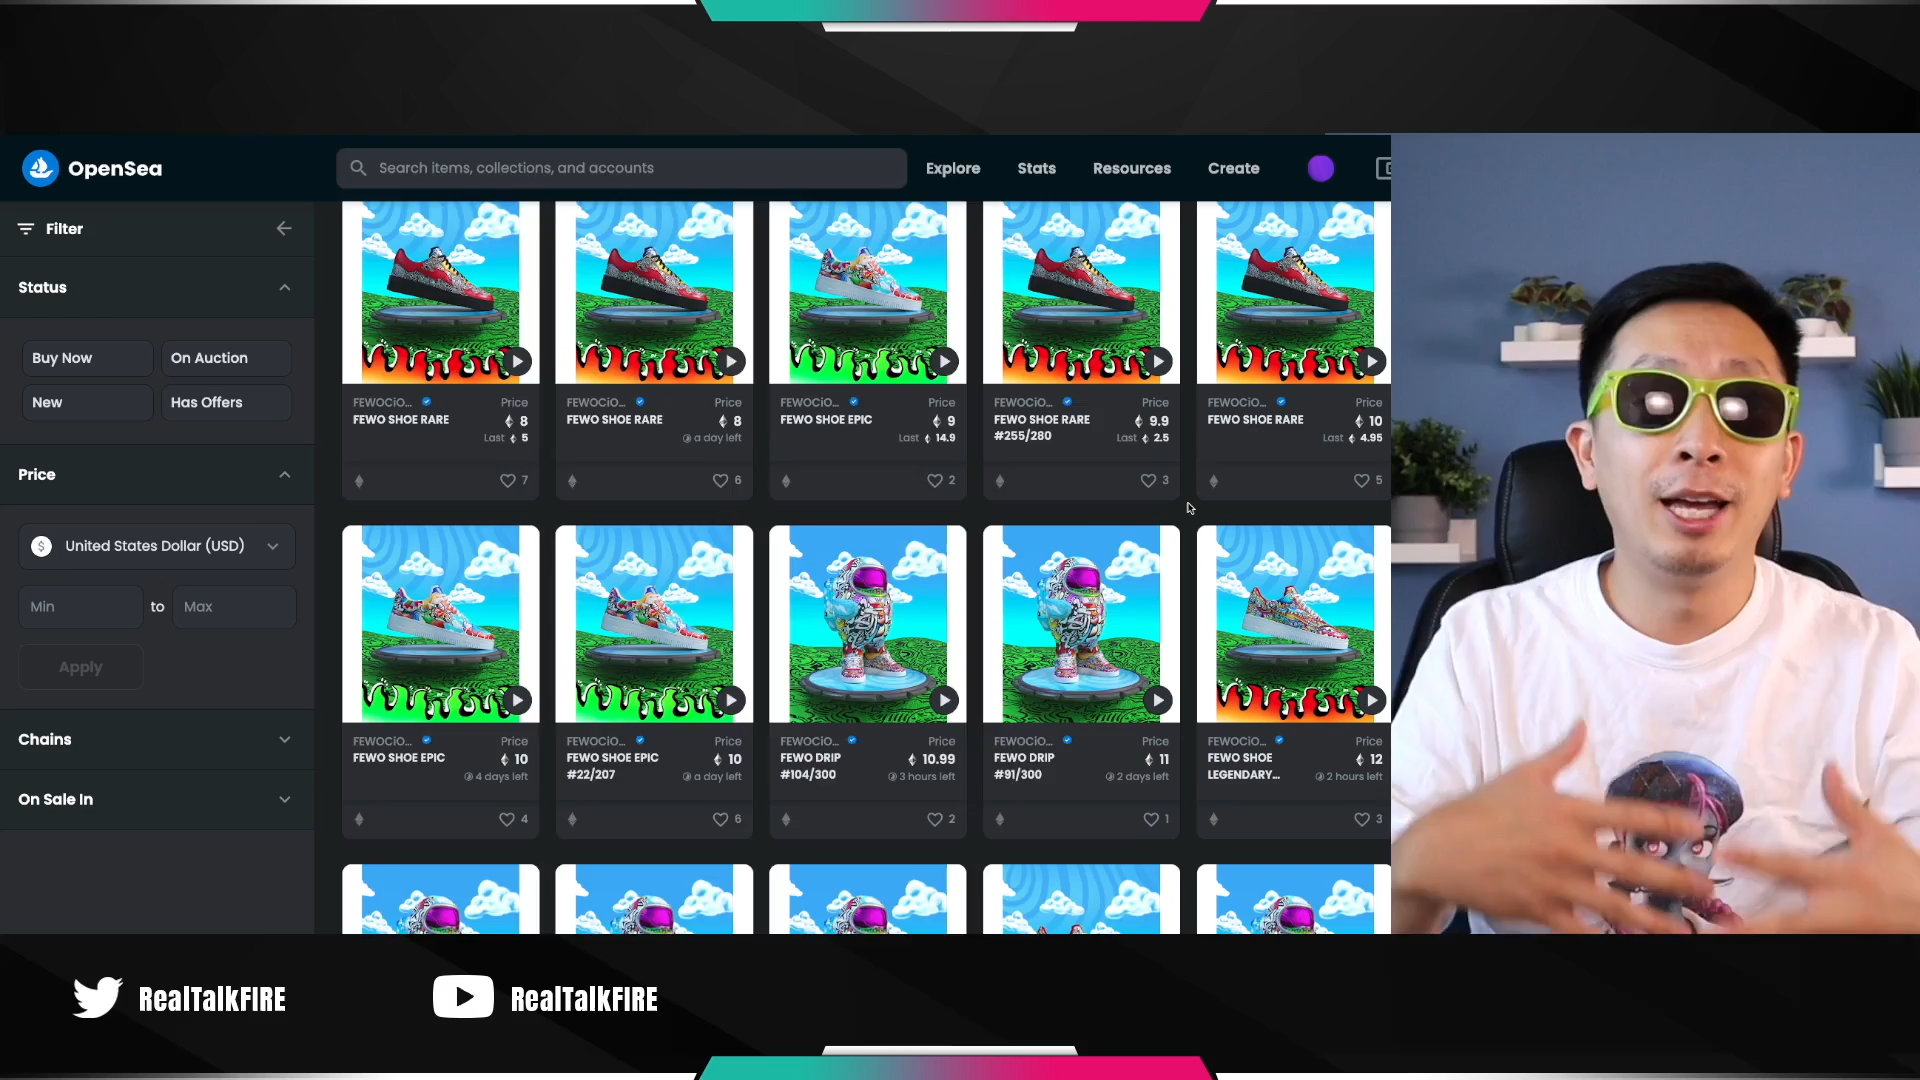 OpenSea
Search items, collections, and accounts
Explore
Stats
Resources
Create
Filter
Status
Buy Now
On Auction
New
Has Offers
Price
United States Dollar (USD)
Min
to
Max
Apply
Chains
On Sale In
FEWOCiO... Price
FEWO SHOE RARE 8
Last 5
7
FEWOCiO... Price
FEWO SHOE RARE 8
a day left
6
FEWOCiO... Price
FEWO SHOE EPIC 9
Last 14.9
2
FEWOCiO... Price
FEWO SHOE RARE 9.9
#255/280 Last 2.5
3
FEWOCiO... Price
FEWO SHOE RARE 10
Last 4.95
5
FEWOCiO... Price
FEWO SHOE EPIC 10
4 days left
4
FEWOCiO... Price
FEWO SHOE EPIC 10
#22/207 a day left
6
FEWOCiO... Price
FEWO DRIP 10.99
#104/300 3 hours left
2
FEWOCiO... Price
FEWO DRIP 11
#91/300 2 days left
1
FEWOCiO... Price
FEWO SHOE 12
LEGENDARY... 2 hours left
3
RealTalkFIRE
RealTalkFIRE